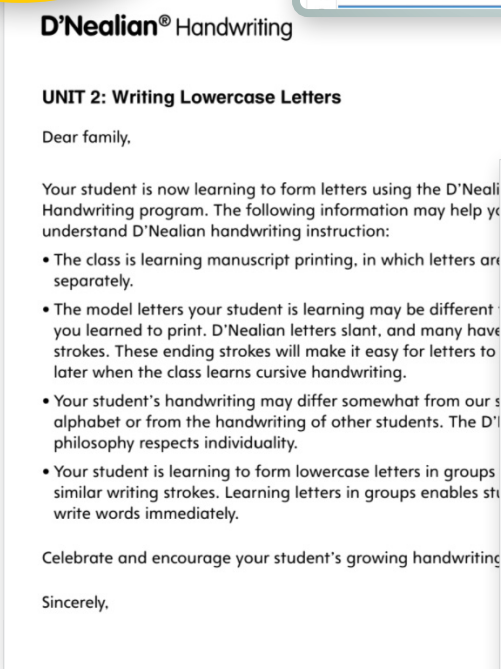 D'Nealian® Handwriting
UNIT 2: Writing Lowercase Letters
Dear family,
Your student is now learning to form letters using the
Handwriting program. The following information may help
understand D'Nealian handwriting instruction:
• The class is learning manuscript printing, in which letters
separately.
• The model letters your student is learning may be different
you learned to print. D'Nealian letters slant, and many have
strokes. These ending strokes will make it easy for letters to
later when the class learns cursive handwriting.
• Your student's handwriting may differ somewhat from our
alphabet or from the handwriting of other students. The
philosophy respects individuality.
• Your student is learning to form lowercase letters in groups
similar writing strokes. Learning letters in groups enables
write words immediately.
Celebrate and encourage your student's growing handwriting
Sincerely,